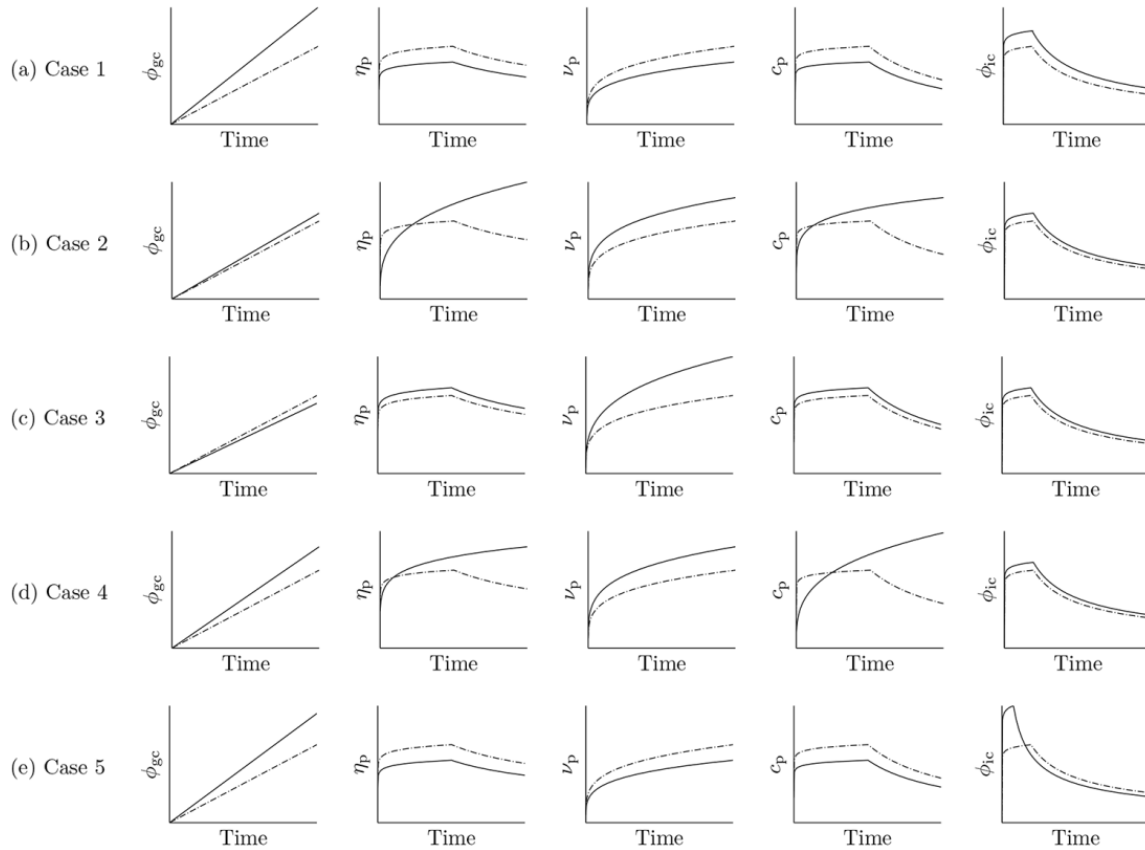 (a) Case 1 ϕgc Time ηp Time νp Time cp Time ϕic Time
(b) Case 2 ϕgc Time ηp Time νp Time cp Time ϕic Time
(c) Case 3 ϕgc Time ηp Time νp Time cp Time ϕic Time
(d) Case 4 ϕgc Time ηp Time νp Time cp Time ϕic Time
(e) Case 5 ϕgc Time ηp Time νp Time cp Time ϕic Time